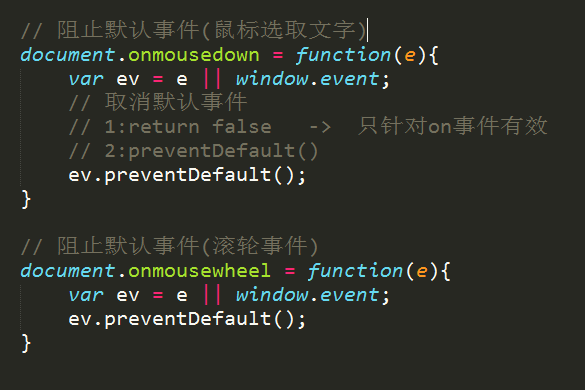 // 阻止默认事件(鼠标选取文字)
document.onmousedown = function(e){
    var ev = e || window.event;
    // 取消默认事件
    // 1:return false   ->  只针对on事件有效
    // 2:preventDefault()
    ev.preventDefault();
}
// 阻止默认事件(滚轮事件)
document.onmousewheel = function(e){
    var ev = e || window.event;
    ev.preventDefault();
}